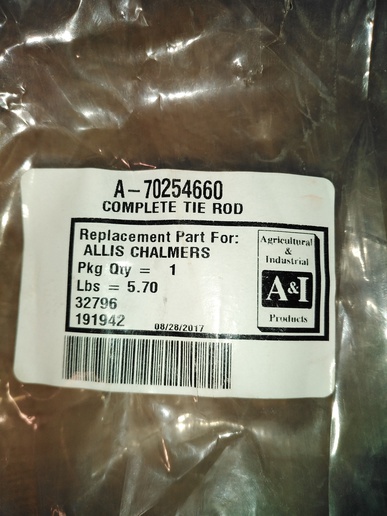 A-70254660
COMPLETE TIE ROD
Replacement Part For:
ALLIS CHALMERS
Pkg Qty = 1
Lbs = 5.70
32796
191942
08/28/2017
Agricultural
&
Industrial
A&I
Products